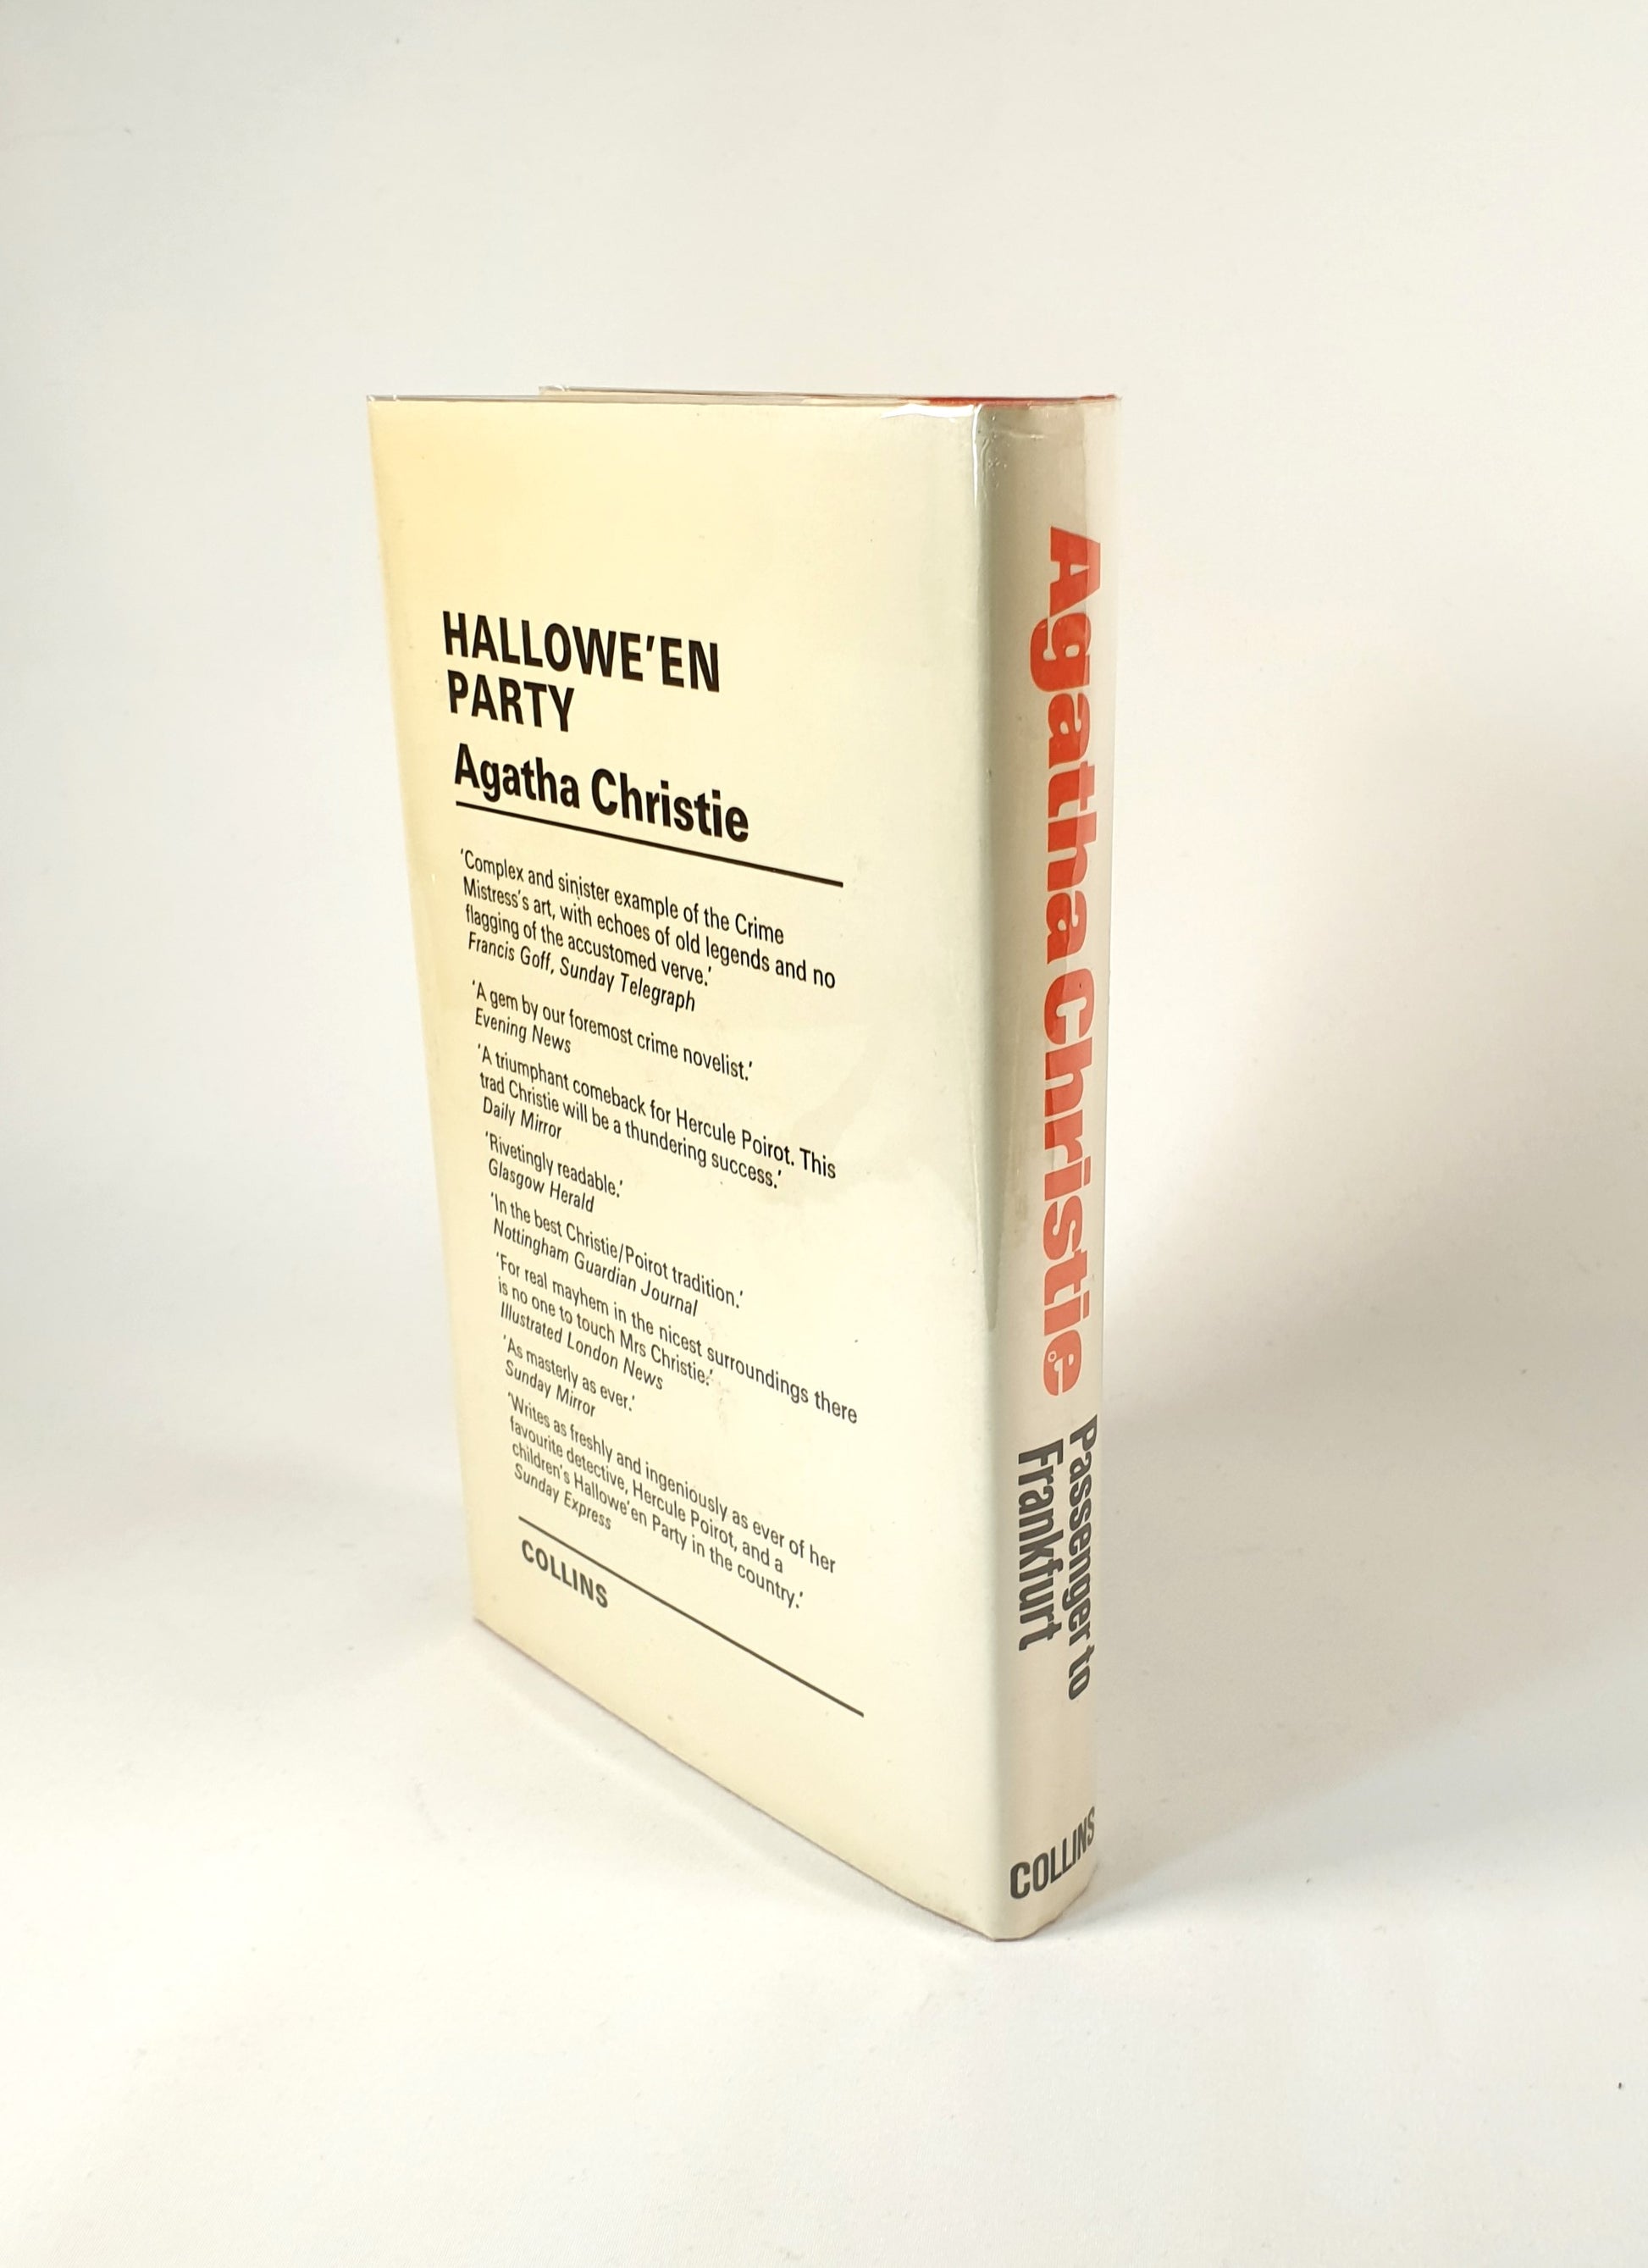 HALLOWE'EN
PARTY
Agatha Christie
'Complex and sinister example of the Crime
Mistress's art, with echoes of old legends and no
flagging of the accustomed verve.'
Francis Goff, Sunday Telegraph
'A gem by our foremost crime novelist.'
Evening News
'A triumphant comeback for Hercule Poirot. This
trad Christie will be a thundering success.'
Daily Mirror
'Rivetingly readable.'
Glasgow Herald
'In the best Christie/Poirot tradition.'
Nottingham Guardian Journal
'For real mayhem in the nicest surroundings there
is no one to touch Mrs Christie.'
Illustrated London News
'As masterly as ever.'
Sunday Mirror
'Writes as freshly and ingeniously as ever of her
favourite detective, Hercule Poirot, and a
children's Hallowe'en Party in the country.'
Sunday Express
COLLINS
Agatha Christie
Passenger to
Frankfurt
COLLINS